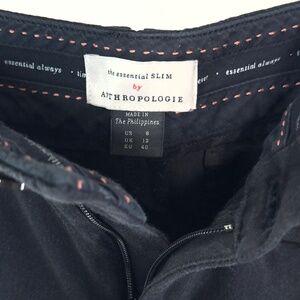 essential always
the essential SLIM
by
ANTHROPOLOGIE
essential always
MADE IN
The Philippines
US 8
UK 12
EU 40